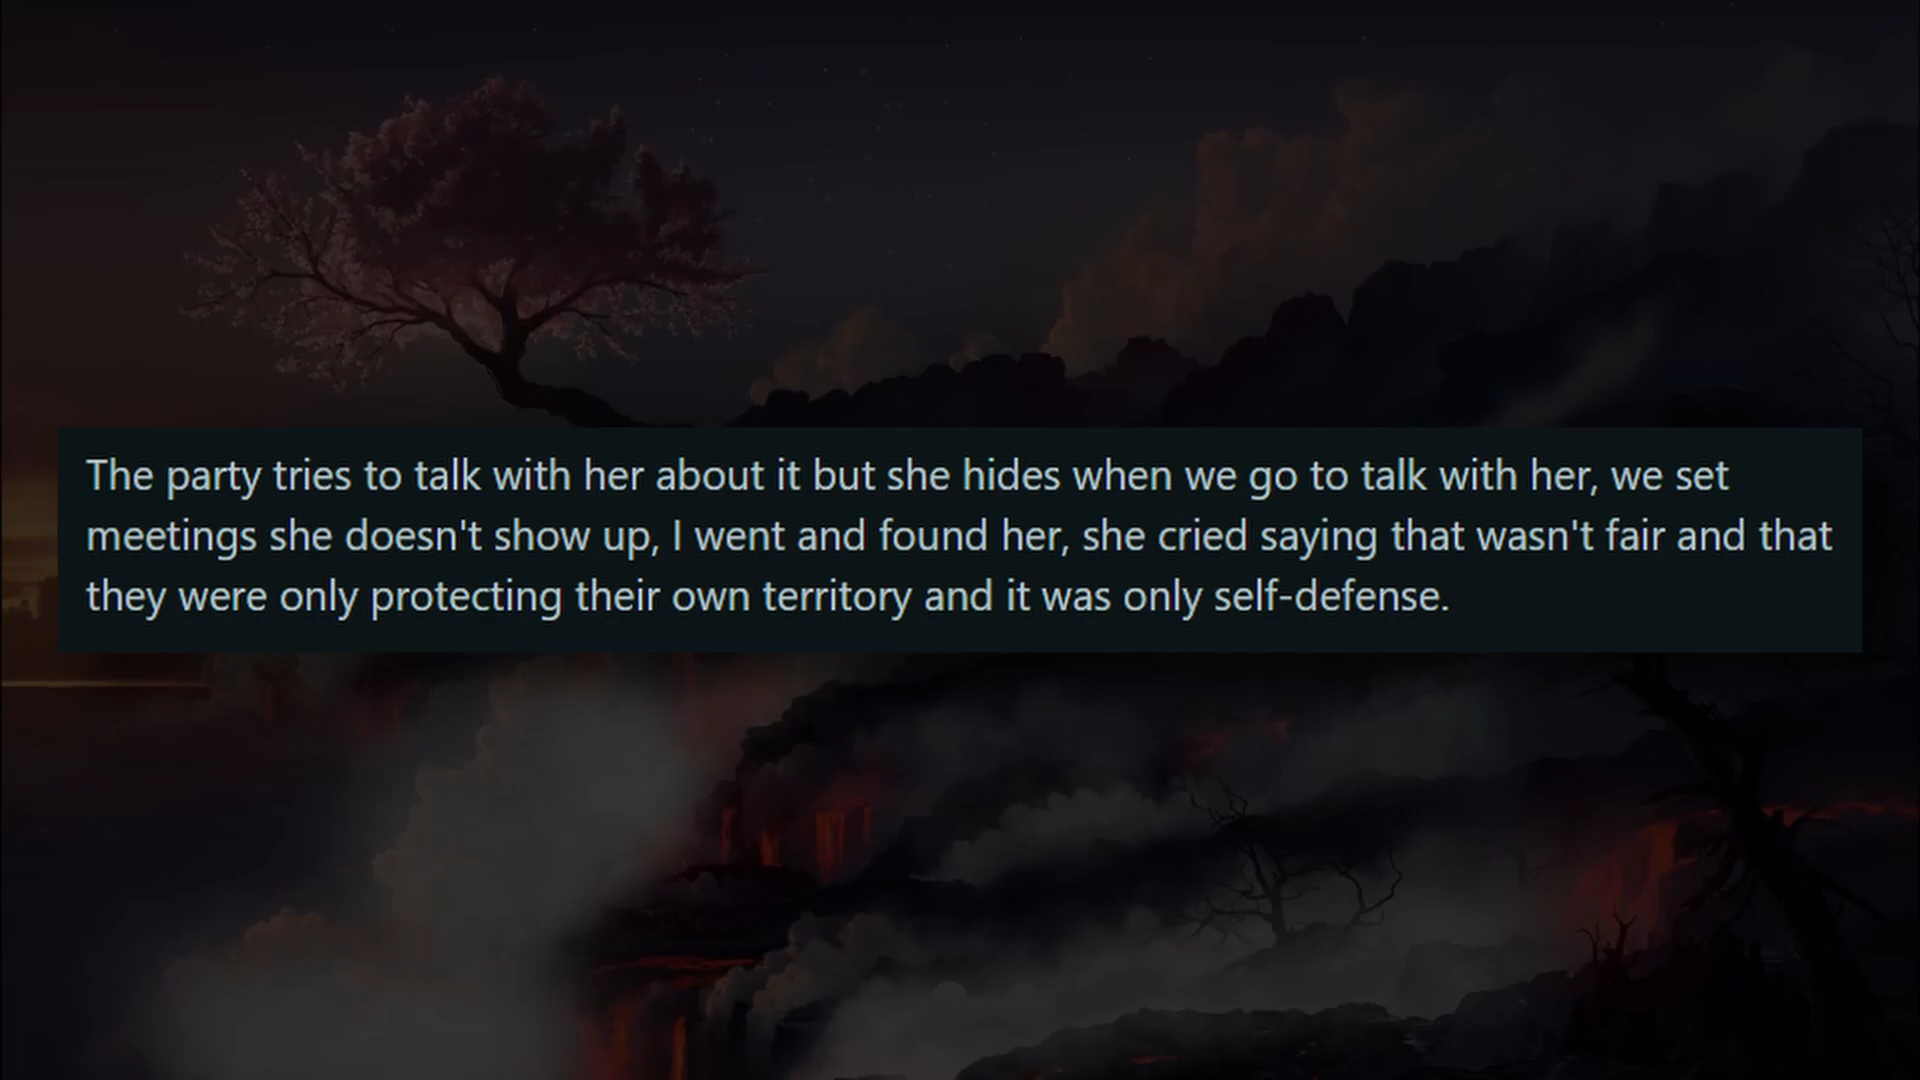 The party tries to talk with her about it but she hides when we go to talk with her, we set
meetings she doesn't show up, I went and found her, she cried saying that wasn't fair and that
they were only protecting their own territory and it was only self-defense.